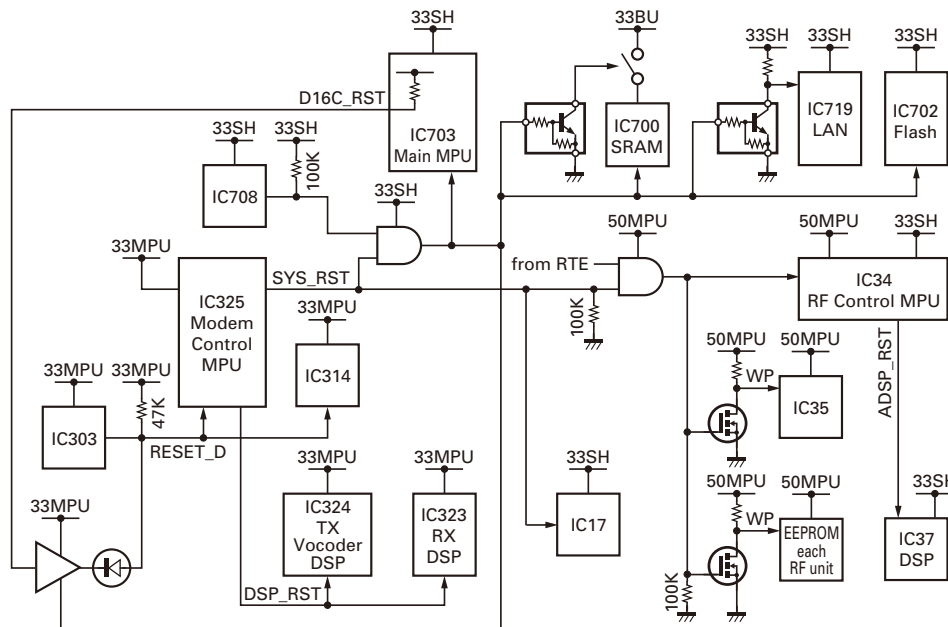 33SH
33BU
33SH
33SH
33SH
D16C_RST
IC703
Main MPU
IC700
SRAM
IC719
LAN
IC702
Flash
33SH
33SH
100K
IC708
33SH
33MPU
SYS_RST
IC325
Modem
Control
MPU
from RTE
50MPU
100K
50MPU
33SH
IC34
RF Control MPU
ADSP_RST
33MPU
IC314
33MPU
33MPU
47K
IC303
RESET_D
50MPU
50MPU
WP
IC35
33MPU
33MPU
33SH
IC324
TX
Vocoder
DSP
IC323
RX
DSP
IC17
DSP_RST
33MPU
50MPU
50MPU
WP
EEPROM
each
RF unit
100K
33SH
IC37
DSP